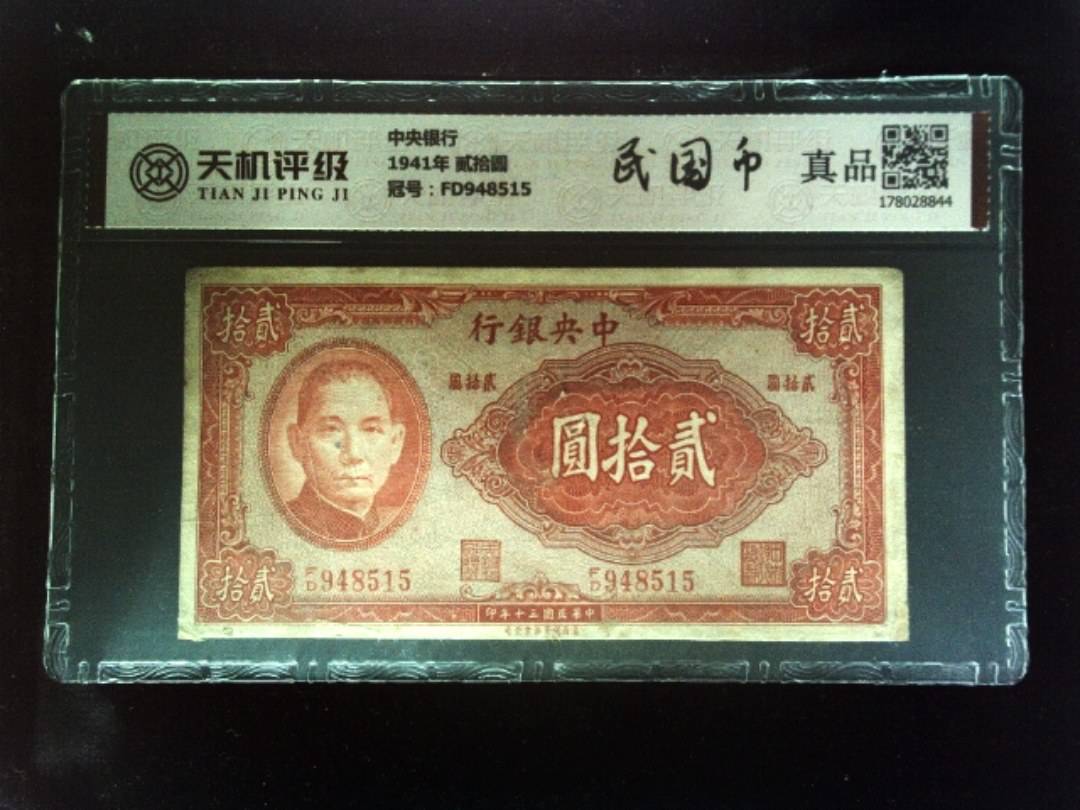 天机评级
TIAN JI PING JI
中央银行
1941年 贰拾圆
冠号：FD948515
民国币
真品
178028844
拾貳
行銀央中
拾貳
圓拾貳
圓拾貳
圓拾貳
拾貳
F/D 948515
F/D 948515
拾貳
印年十三國民華中